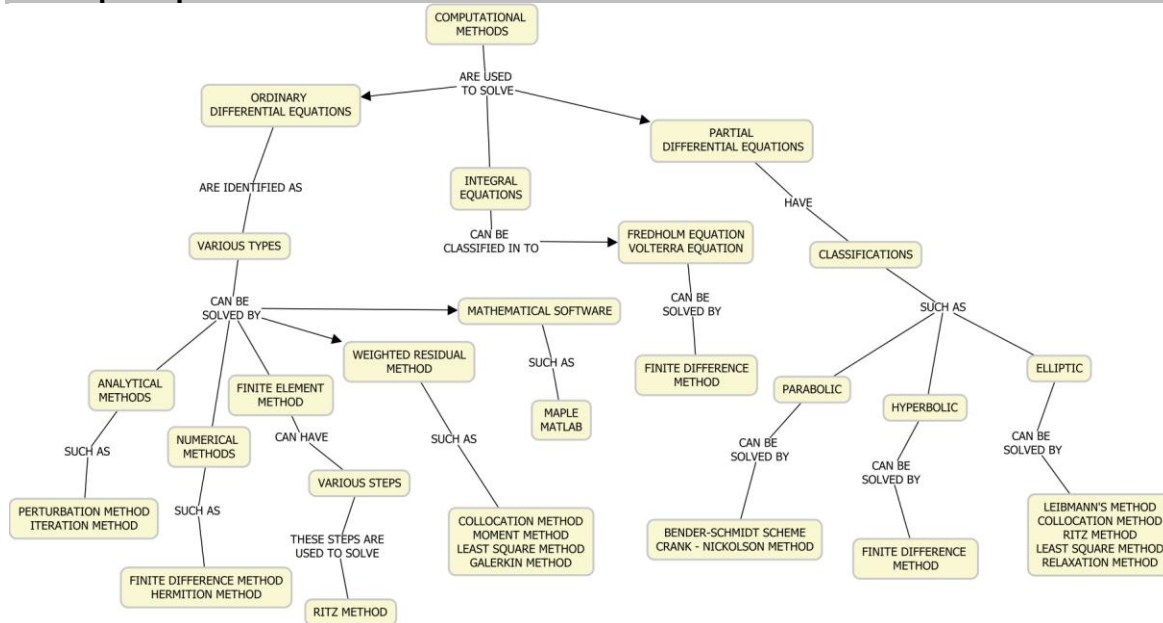 COMPUTATIONAL
METHODS
ARE USED
TO SOLVE
ORDINARY
DIFFERENTIAL EQUATIONS
PARTIAL
DIFFERENTIAL EQUATIONS
INTEGRAL
EQUATIONS
ARE IDENTIFIED AS
HAVE
CAN BE
CLASSIFIED IN TO
FREDHOLM EQUATION
VOLTERRA EQUATION
VARIOUS TYPES
CLASSIFICATIONS
CAN BE
SOLVED BY
MATHEMATICAL SOFTWARE
CAN BE
SOLVED BY
SUCH AS
WEIGHTED RESIDUAL
METHOD
SUCH AS
FINITE DIFFERENCE
METHOD
ELLIPTIC
ANALYTICAL
METHODS
FINITE ELEMENT
METHOD
PARABOLIC
HYPERBOLIC
MAPLE
MATLAB
NUMERICAL
METHODS
CAN HAVE
SUCH AS
SUCH AS
CAN BE
SOLVED BY
CAN BE
SOLVED BY
CAN BE
SOLVED BY
VARIOUS STEPS
SUCH AS
PERTURBATION METHOD
ITERATION METHOD
THESE STEPS ARE
USED TO SOLVE
COLLOCATION METHOD
MOMENT METHOD
LEAST SQUARE METHOD
GALERKIN METHOD
BENDER-SCHMIDT SCHEME
CRANK - NICKOLSON METHOD
FINITE DIFFERENCE
METHOD
LEIBMANN'S METHOD
COLLOCATION METHOD
RITZ METHOD
LEAST SQUARE METHOD
RELAXATION METHOD
FINITE DIFFERENCE METHOD
HERMITION METHOD
RITZ METHOD